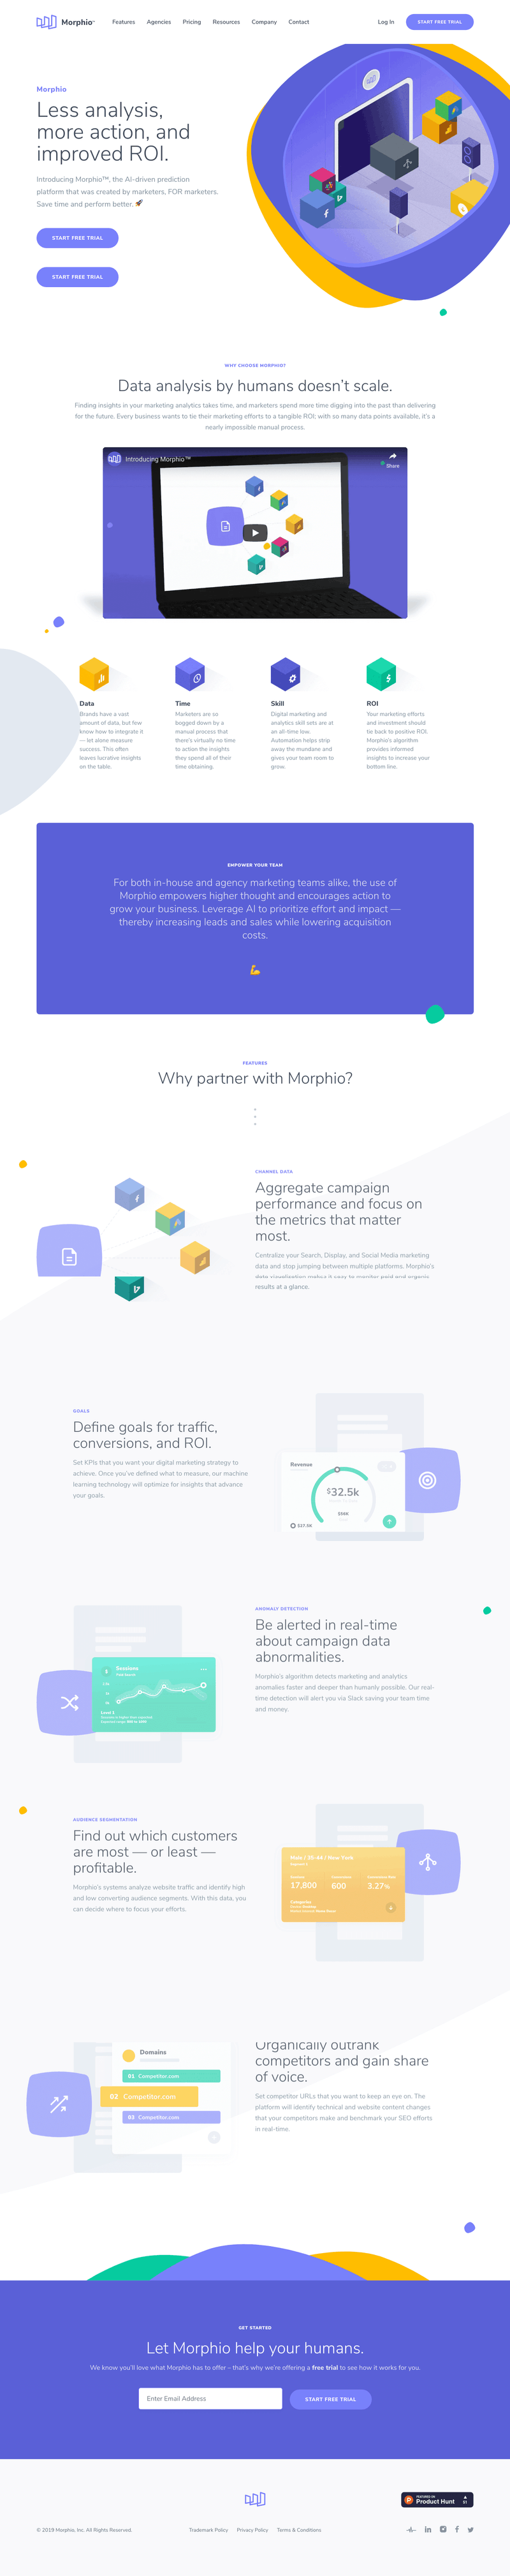 Morphio™
Features Agencies Pricing Resources Company Contact
Log In
START FREE TRIAL
Morphio
Less analysis,
more action, and
improved ROI.
Introducing Morphio™, the AI-driven prediction
platform that was created by marketers, FOR marketers.
Save time and perform better. 🚀
START FREE TRIAL
START FREE TRIAL
WHY CHOOSE MORPHIO?
Data analysis by humans doesn't scale.
Finding insights in your marketing analytics takes time, and marketers spend more time digging into the past than delivering
for the future. Every business wants to tie their marketing efforts to a tangible ROI; with so many data points available, it's a
nearly impossible manual process.
Introducing Morphio™
Share
Data
Brands have a vast
amount of data, but few
know how to integrate it
— let alone measure
success. This often
leaves lucrative insights
on the table.
Time
Marketers are so
bogged down by a
manual process that
there's virtually no time
to action the insights
they spend all of their
time obtaining.
Skill
Digital marketing and
analytics skill sets are at
an all-time low.
Automation helps strip
away the mundane and
gives your team room to
grow.
ROI
Your marketing efforts
and investment should
tie back to positive ROI.
Morphio's algorithm
provides informed
insights to increase your
bottom line.
EMPOWER YOUR TEAM
For both in-house and agency marketing teams alike, the use of
Morphio empowers higher thought and encourages action to
grow your business. Leverage AI to prioritize effort and impact —
thereby increasing leads and sales while lowering acquisition
costs.
💪
FEATURES
Why partner with Morphio?
CHANNEL DATA
Aggregate campaign
performance and focus on
the metrics that matter
most.
Centralize your Search, Display, and Social Media marketing
data and stop jumping between multiple platforms. Morphio's
data visualization makes it easy to monitor paid and organic
results at a glance.
GOALS
Define goals for traffic,
conversions, and ROI.
Set KPIs that you want your digital marketing strategy to
achieve. Once you've defined what to measure, our machine
learning technology will optimize for insights that advance
your goals.
Revenue
$32.5k
$50K
$37.5K
ANOMALY DETECTION
Be alerted in real-time
about campaign data
abnormalities.
Morphio's algorithm detects marketing and analytics
anomalies faster and deeper than humanly possible. Our real-
time detection will alert you via Slack saving your team time
and money.
Sessions
Paid Search
Level 5
AUDIENCE SEGMENTATION
Find out which customers
are most — or least —
profitable.
Morphio's systems analyze website traffic and identify high
and low converting audience segments. With this data, you
can decide where to focus your efforts.
Male / 35-44 / New York
17,800 600 3.27%
Categories
Organically outrank
competitors and gain share
of voice.
Set competitor URLs that you want to keep an eye on. The
platform will identify technical and website content changes
that your competitors make and benchmark your SEO efforts
in real-time.
Domains
#1 Competitor.com
#2 Competitor.com
#3 Competitor.com
GET STARTED
Let Morphio help your humans.
We know you'll love what Morphio has to offer – that's why we're offering a free trial to see how it works for you.
Enter Email Address
START FREE TRIAL
FEATURED ON
Product Hunt
© 2019 Morphio, Inc. All Rights Reserved.
Trademark Policy Privacy Policy Terms & Conditions